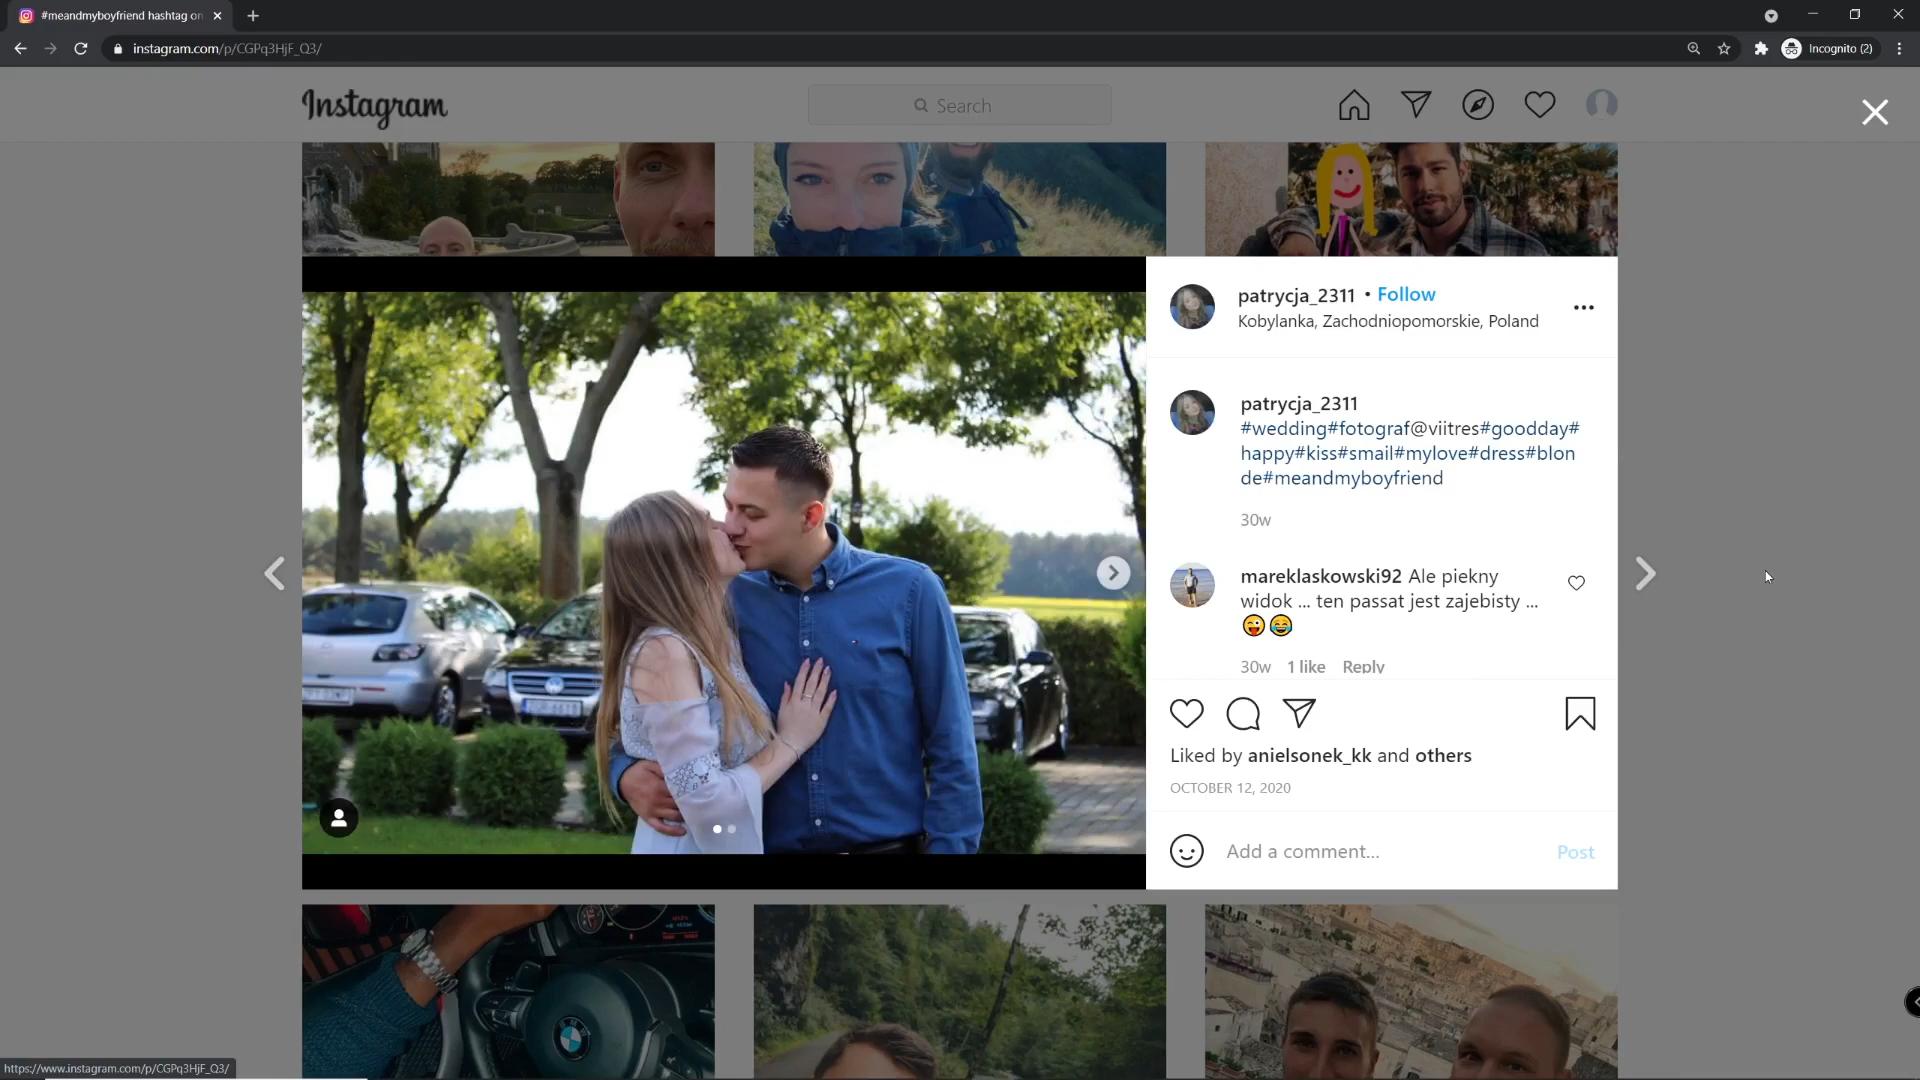 #meandmyboyfriend hashtag on
instagram.com/p/CGPq3HjF_Q3/
Incognito (2)
Instagram
Search
patrycja_2311 • Follow
Kobylanka, Zachodniopomorskie, Poland
patrycja_2311
#wedding#fotograf@viitres#goodday#
happy#kiss#smail#mylove#dress#blon
de#meandmyboyfriend
30w
mareklaskowski92 Ale piekny
widok ... ten passat jest zajebisty ...
😜😂
30w 1 like Reply
Liked by anielsonek_kk and others
OCTOBER 12, 2020
Add a comment... Post
BMW
https://www.instagram.com/p/CGPq3HjF_Q3/